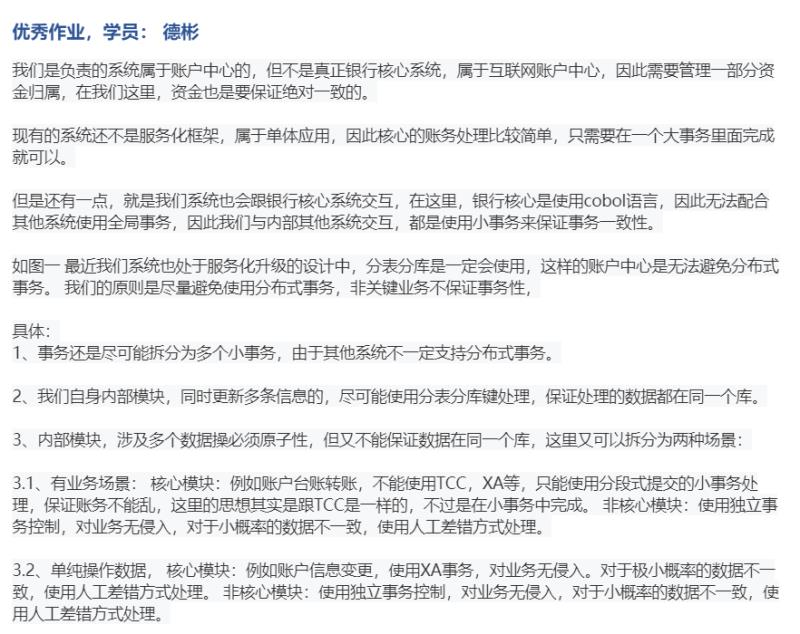 优秀作业，学员： 德彬
我们是负责的系统属于账户中心的，但不是真正银行核心系统，属于互联网账户中心，因此需要管理一部分资
金归属，在我们这里，资金也是要保证绝对一致的。
现有的系统还不是服务化框架，属于单体应用，因此核心的账务处理比较简单，只需要在一个大事务里面完成
就可以。
但是还有一点，就是我们系统也会跟银行核心系统交互，在这里，银行核心是使用cobol语言，因此无法配合
其他系统使用全局事务，因此我们与内部其他系统交互，都是使用小事务来保证事务一致性。
如图一 最近我们系统也处于服务化升级的设计中，分表分库是一定会使用，这样的账户中心是无法避免分布式
事务。 我们的原则是尽量避免使用分布式事务，非关键业务不保证事务性，
具体：
1、事务还是尽可能拆分为多个小事务，由于其他系统不一定支持分布式事务。
2、我们自身内部模块，同时更新多条信息的，尽可能使用分表分库键处理，保证处理的数据都在同一个库。
3、内部模块，涉及多个数据操必须原子性，但又不能保证数据在同一个库，这里又可以拆分为两种场景：
3.1、有业务场景： 核心模块：例如账户台账转账，不能使用TCC，XA等，只能使用分段式提交的小事务处
理，保证账务不能乱，这里的思想其实是跟TCC是一样的，不过是在小事务中完成。 非核心模块：使用独立事
务控制，对业务无侵入，对于小概率的数据不一致，使用人工差错方式处理。
3.2、单纯操作数据， 核心模块：例如账户信息变更，使用XA事务，对业务无侵入。对于极小概率的数据不一
致，使用人工差错方式处理。 非核心模块：使用独立事务控制，对业务无侵入，对于小概率的数据不一致，使
用人工差错方式处理。